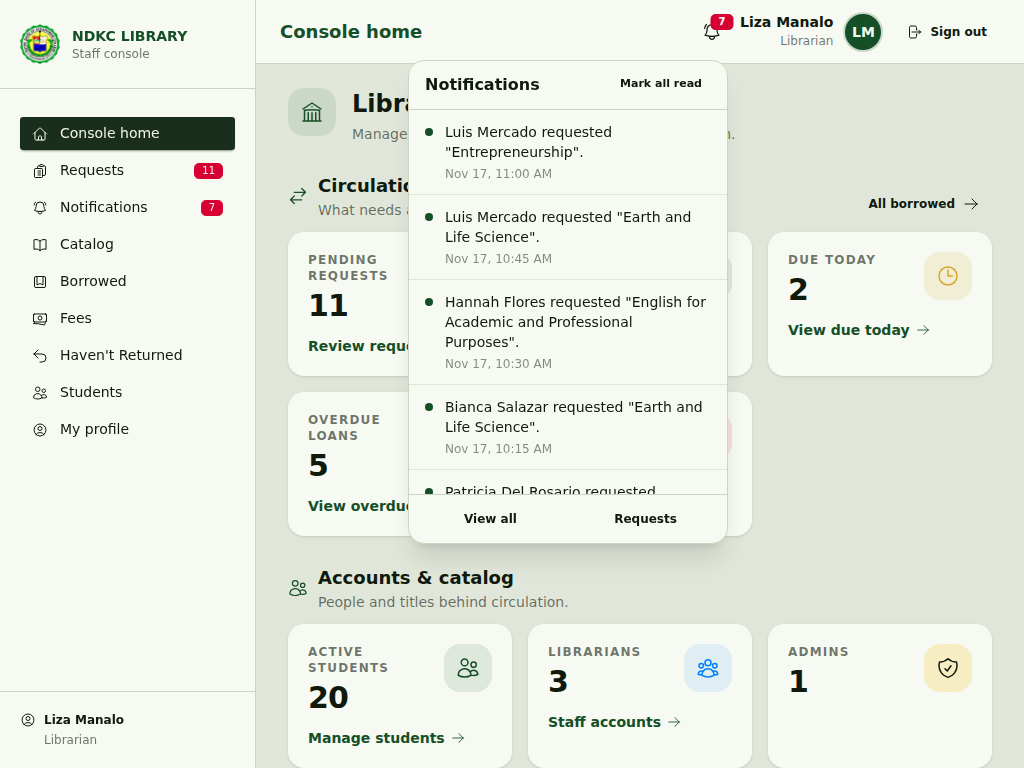 NDKC LIBRARY
Staff console
Console home
Requests
11
Notifications
7
Catalog
Borrowed
Fees
Haven't Returned
Students
My profile
Liza Manalo
Librarian
Console home
7
Liza Manalo
Librarian
LM
Sign out
Manage
Notifications
Mark all read
Luis Mercado requested
"Entrepreneurship".
Nov 17, 11:00 AM
Luis Mercado requested "Earth and
Life Science".
Nov 17, 10:45 AM
Hannah Flores requested "English for
Academic and Professional
Purposes".
Nov 17, 10:30 AM
Bianca Salazar requested "Earth and
Life Science".
Nov 17, 10:15 AM
Patricia Del Rosario requested
View all
Requests
What needs
All borrowed
PENDING
REQUESTS
11
Review
DUE TODAY
2
View due today
OVERDUE
LOANS
5
View
Accounts & catalog
People and titles behind circulation.
ACTIVE
STUDENTS
20
Manage students
LIBRARIANS
3
Staff accounts
ADMINS
1